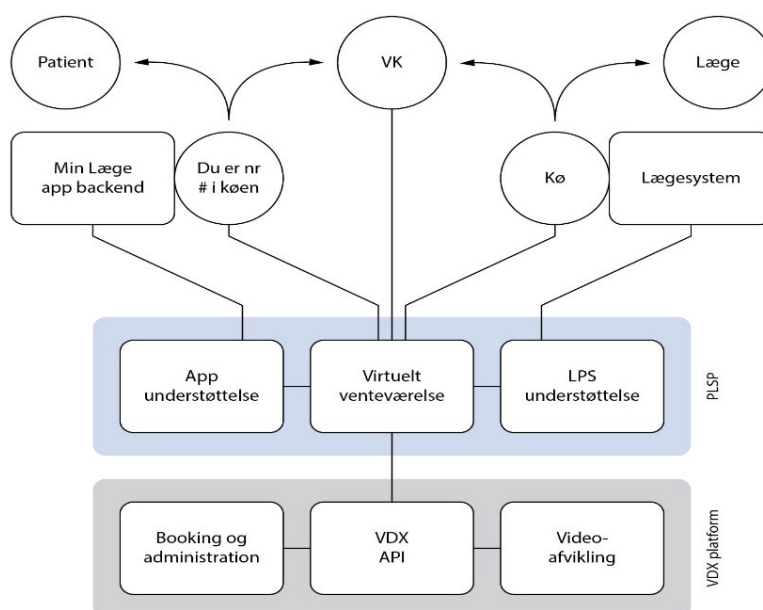 Patient
VK
Læge
Min Læge
app backend
Du er nr
# i køen
Kø
Lægesystem
App
understøttelse
Virtuelt
venteværelse
LPS
understøttelse
PLSP
Booking og
administration
VDX
API
Video-
afvikling
VDX platform